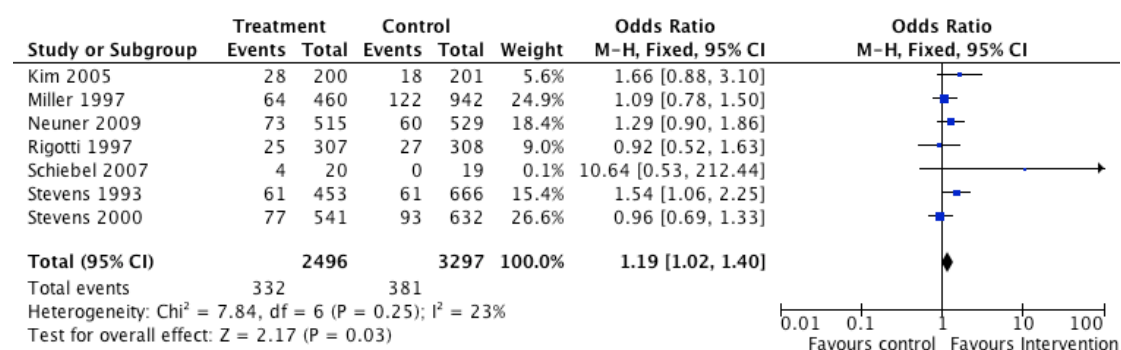 Treatment Control Odds Ratio Odds Ratio
Study or Subgroup Events Total Events Total Weight M-H, Fixed, 95% CI M-H, Fixed, 95% CI
Kim 2005 28 200 18 201 5.6% 1.66 [0.88, 3.10]
Miller 1997 64 460 122 942 24.9% 1.09 [0.78, 1.50]
Neuner 2009 73 515 60 529 18.4% 1.29 [0.90, 1.86]
Rigotti 1997 25 307 27 308 9.0% 0.92 [0.52, 1.63]
Schiebel 2007 4 20 0 19 0.1% 10.64 [0.53, 212.44]
Stevens 1993 61 453 61 666 15.4% 1.54 [1.06, 2.25]
Stevens 2000 77 541 93 632 26.6% 0.96 [0.69, 1.33]
Total (95% CI) 2496 3297 100.0% 1.19 [1.02, 1.40]
Total events 332 381
Heterogeneity: Chi² = 7.84, df = 6 (P = 0.25); I² = 23%
Test for overall effect: Z = 2.17 (P = 0.03)
0.01 0.1 1 10 100
Favours control Favours Intervention